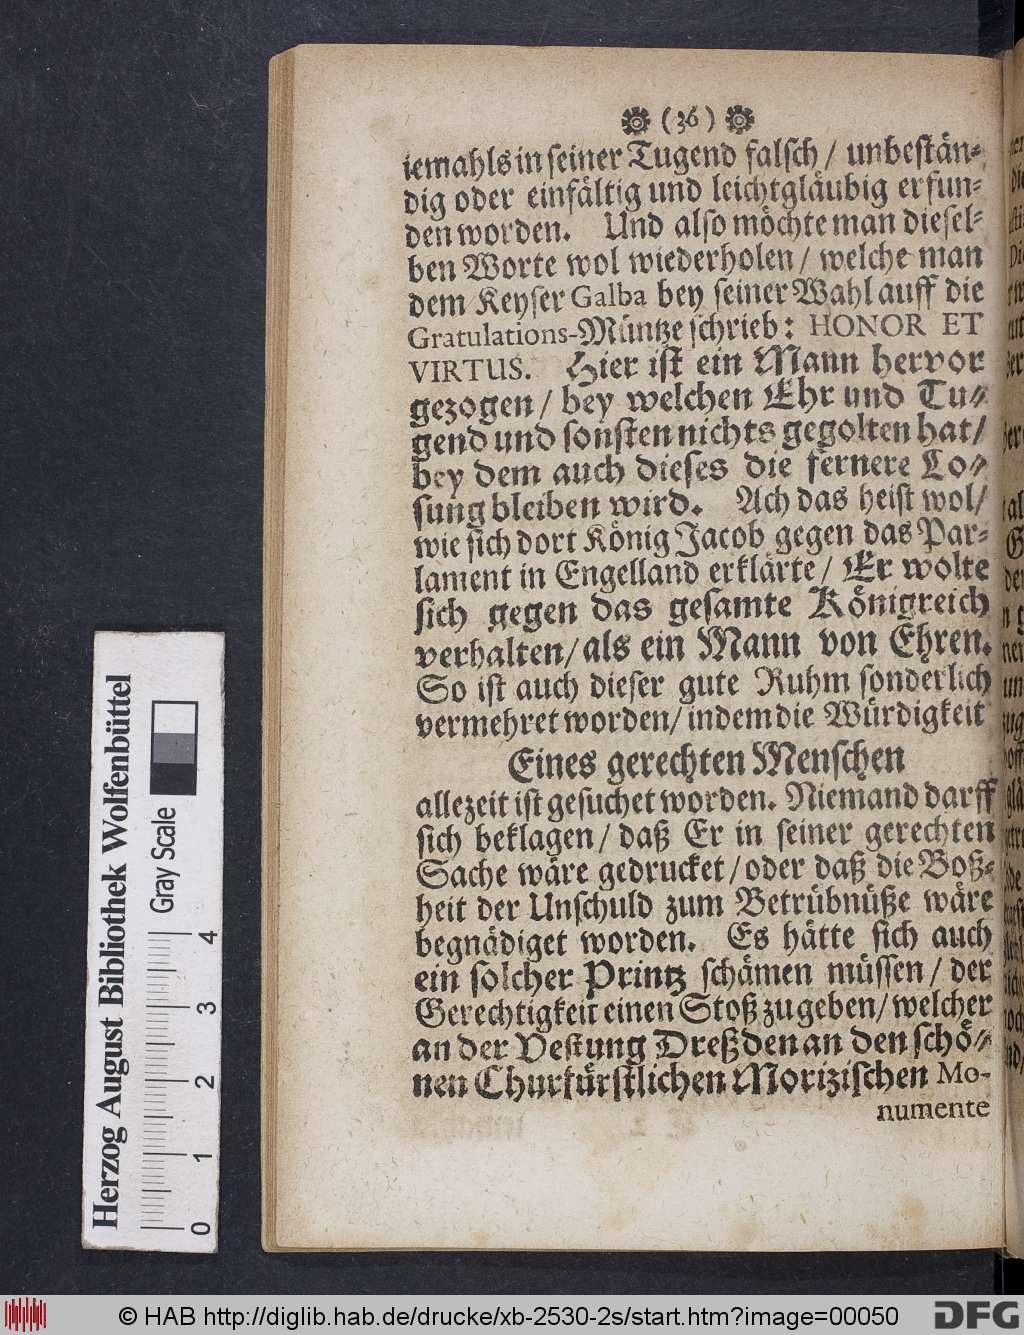 (36)
iemahls in seiner Tugend falsch / unbestän-
dig oder einfältig und leichtgläubig erfun-
den worden. Und also möchte man diesel-
ben Worte wol wiederholen / welche man
dem Keyser Galba bey seiner Wahl auff die
Gratulations-Müntze schrieb: HONOR ET
VIRTUS. Hier ist ein Mann hervor
gezogen / bey welchen Ehr und Tu-
gend und sonsten nichts gegolten hat /
bey dem auch dieses die fernere Lo-
sung bleiben wird. Ach das heist wol /
wie sich dort König Jacob gegen das Par-
lament in Engelland erklärte / Er wolte
sich gegen das gesamte Königreich
verhalten / als ein Mann von Ehren.
So ist auch dieser gute Ruhm sonderlich
vermehret worden / indem die Würdigkeit
Eines gerechten Menschen
allezeit ist gesuchet worden. Niemand darff
sich beklagen / daß Er in seiner gerechten
Sache wäre gedrucket / oder daß die Boß-
heit der Unschuld zum Betrübnüße wäre
begnädiget worden. Es hätte sich auch
ein solcher Printz schämen müssen / der
Gerechtigkeit einen Stoß zu geben / welcher
an der Vestung Dreßden an den schö-
nen Churfürstlichen Morizischen Mo-
numente
Herzog August Bibliothek Wolfenbüttel
Gray Scale
0 1 2 3 4
© HAB http://diglib.hab.de/drucke/xb-2530-2s/start.htm?image=00050
DFG